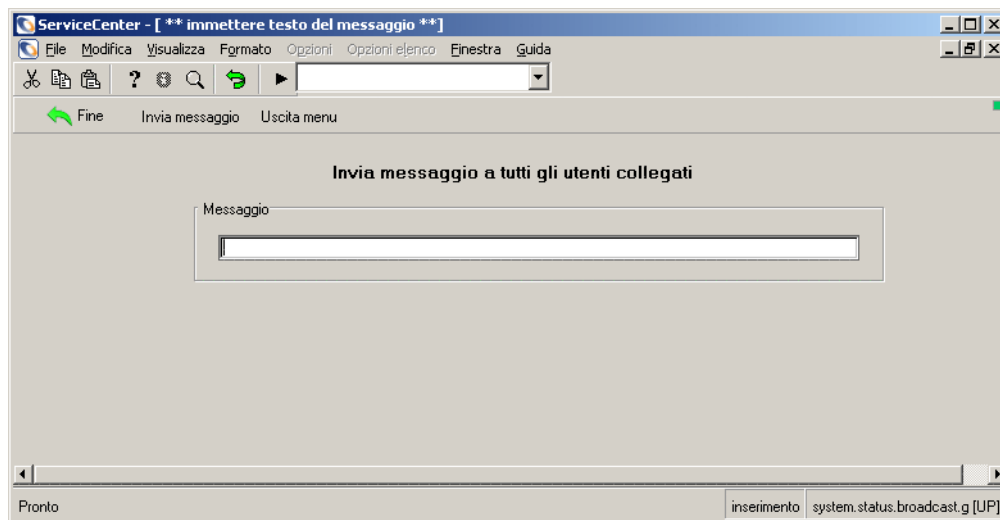 ServiceCenter - [ ** immettere testo del messaggio **]
File Modifica Visualizza Formato Opzioni Opzioni elenco Finestra Guida
Fine Invia messaggio Uscita menu
Invia messaggio a tutti gli utenti collegati
Messaggio
Pronto inserimento system.status.broadcast.g [UP]